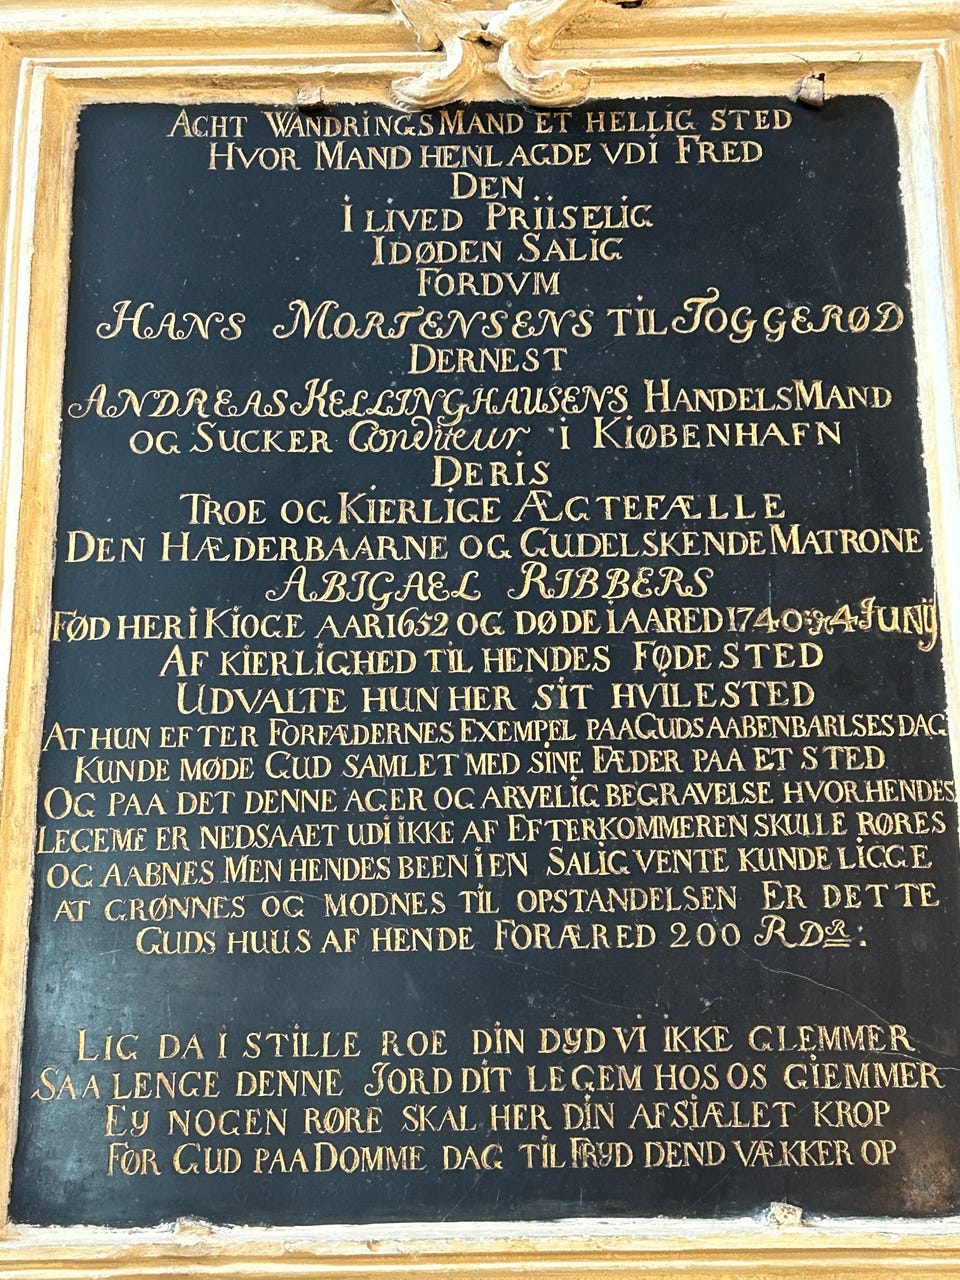 ACHT WANDRINGSMAND ET HELLIG STED
HVOR MAND HENLAGDE VDI FRED
DEN
I LIVED PRIISELIG
I DØDEN SALIG
FORDVM
HANS MORTENSENS TIL TOGGERØD
DERNEST
ANDREAS KELLINGHAUSENS HANDELSMAND
OG SUCKER Conditeur i KIØBENHAFN
DERIS
TROE OG KIERLIGE ÆGTEFÆLLE
DEN HÆDERBAARNE OG GUDELSKENDE MATRONE
ABIGAEL RIBBERS
FØD HER I KIOGE AAR 1652 OG DØDE I AARED 1740 4 JUNIJ
AF KIERLIGHED TIL HENDES FØDESTED
UDVALTE HUN HER SIT HVILESTED
AT HUN EFTER FORFÆDERNES EXEMPEL PAA GUDS AABENBARLSES DAG
KUNDE MØDE GUD SAMLET MED SINE FÆDER PAA ET STED
OG PAA DET DENNE AGER OG ARVELIG BEGRAVELSE HVOR HENDES
LEGEME ER NEDSAAET UDI IKKE AF EFTERKOMMEREN SKULLE RØRES
OG AABNES MEN HENDES BEEN I EN SALIG VENTE KUNDE LIGGE
AT GRØNNES OG MODNES TIL OPSTANDELSEN ER DETTE
GUDS HUUS AF HENDE FORÆRED 200 RDR:
LIG DA I STILLE ROE DIN DYD VI IKKE GLEMMER
SAA LENGE DENNE JORD DIT LEGEM HOS OS GIEMMER
EY NOGEN RØRE SKAL HER DIN AFSIÆLET KROP
FØR GUD PAA DOMME DAG TIL FRYD DEND VÆKKER OP